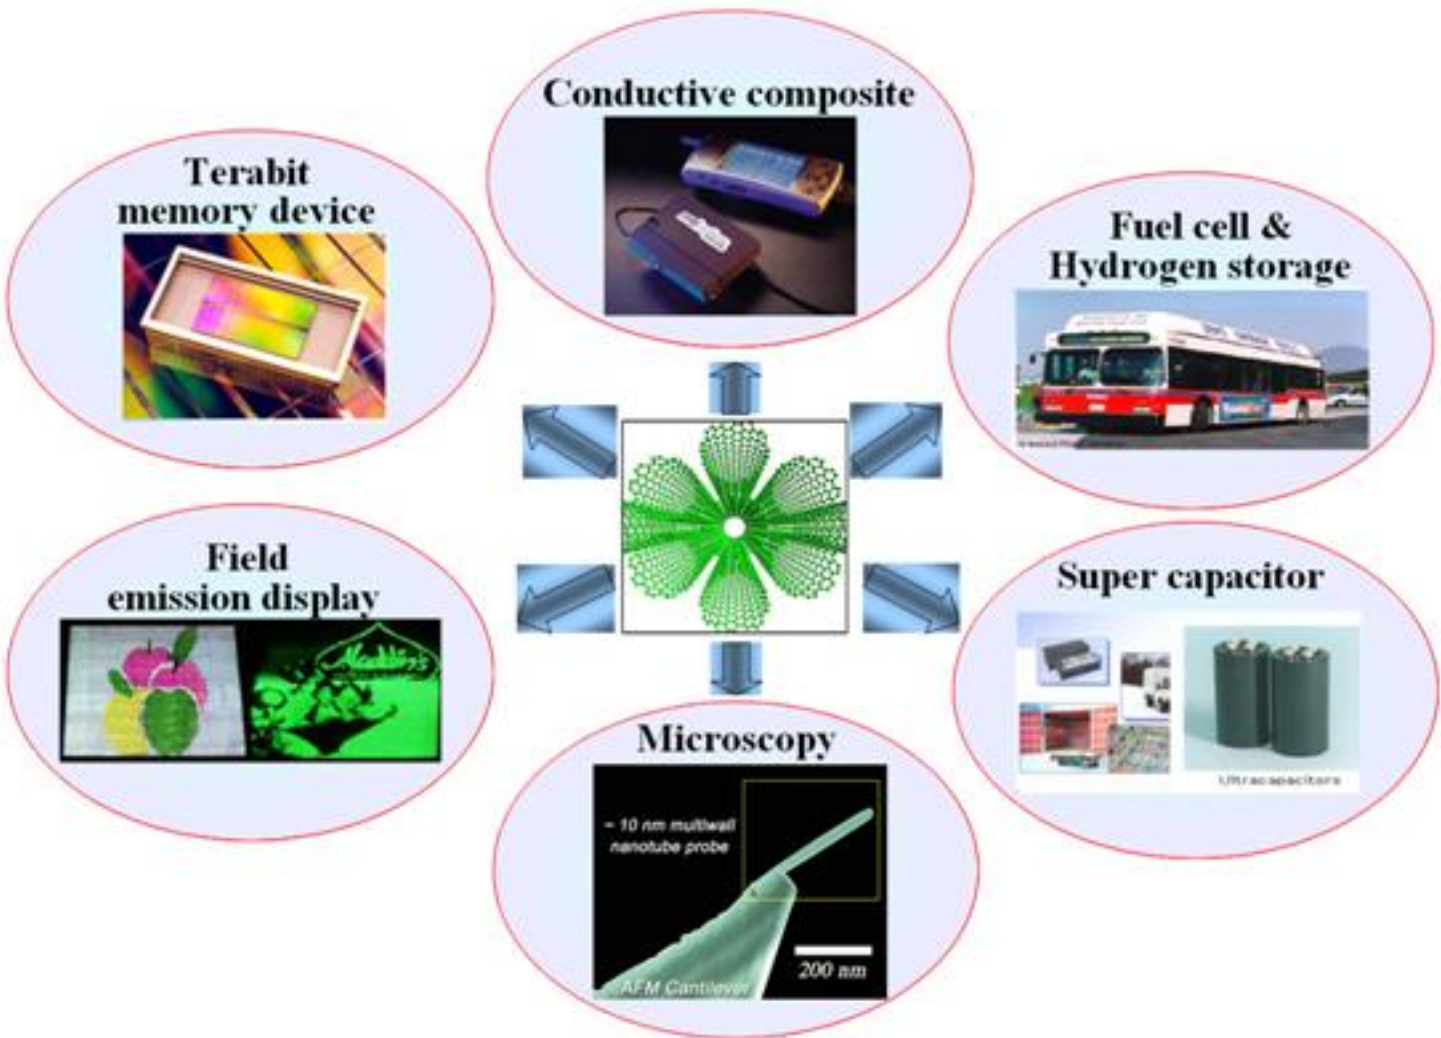 Conductive composite
Terabit
memory device
Fuel cell &
Hydrogen storage
Field
emission display
Aladdin's
Super capacitor
Ultracapacitors
Microscopy
~ 10 nm multiwall
nanotube probe
200 nm
AFM Cantilever